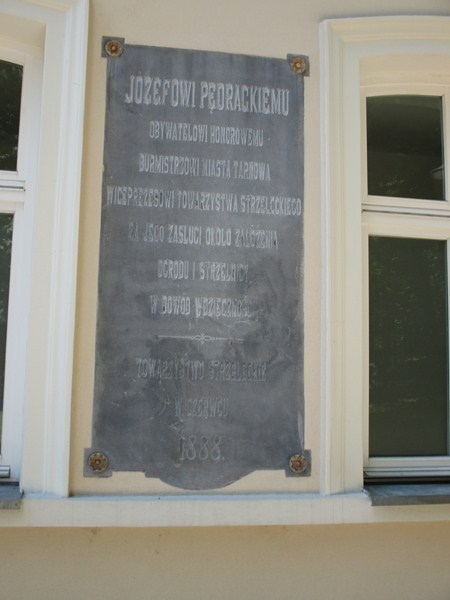 JÓZEFOWI PĘDRACKIEMU
OBYWATELOWI HONOROWEMU
BURMISTRZOWI MIASTA TARNOWA
WICEPREZESOWI TOWARZYSTWA STRZELECKIEGO
ZA JEGO ZASŁUGI OKOŁO ZAŁOŻENIA
OGRODU I STRZELNICY
W DOWÓD WDZIĘCZNOŚCI
TOWARZYSTWO STRZELECKIE
W CZERWCU
1888.